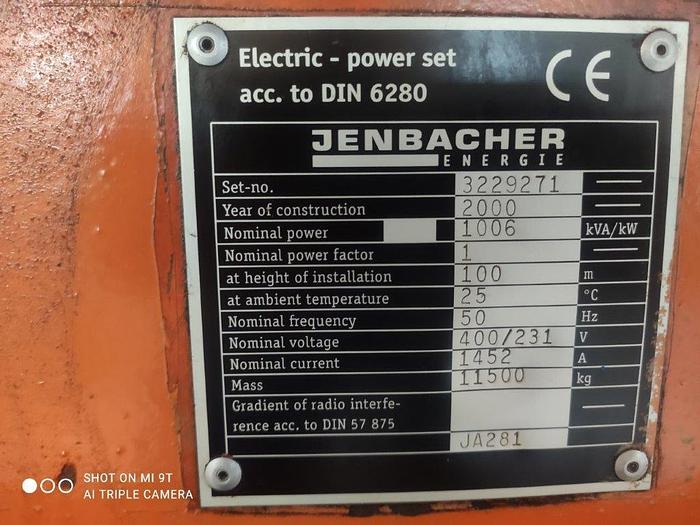 Electric - power set
acc. to DIN 6280
CE
JENBACHER
ENERGIE
Set-no. 3229271
Year of construction 2000
Nominal power 1006 kVA/kW
Nominal power factor 1
at height of installation 100 m
at ambient temperature 25 °C
Nominal frequency 50 Hz
Nominal voltage 400/231 V
Nominal current 1452 A
Mass 11500 kg
Gradient of radio interfe-
rence acc. to DIN 57 875
JA281
SHOT ON MI 9T
AI TRIPLE CAMERA